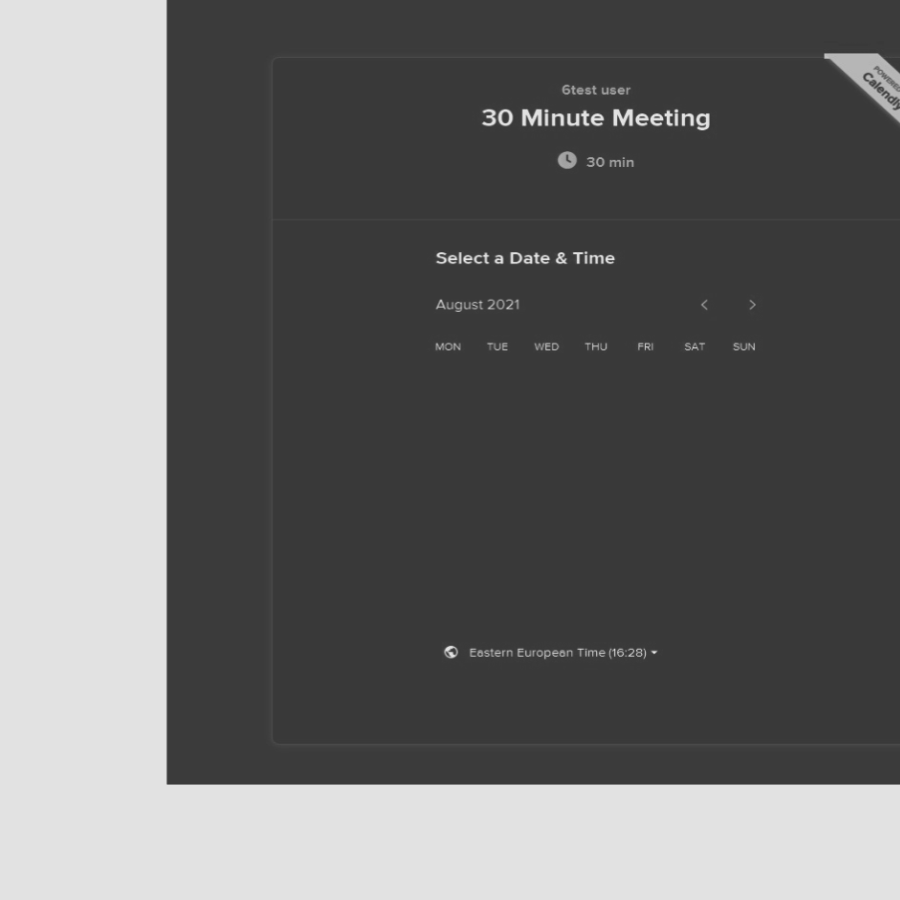 POWERED
Calendly
6test user
30 Minute Meeting
30 min
Select a Date & Time
August 2021
MON TUE WED THU FRI SAT SUN
Eastern European Time (16:28)